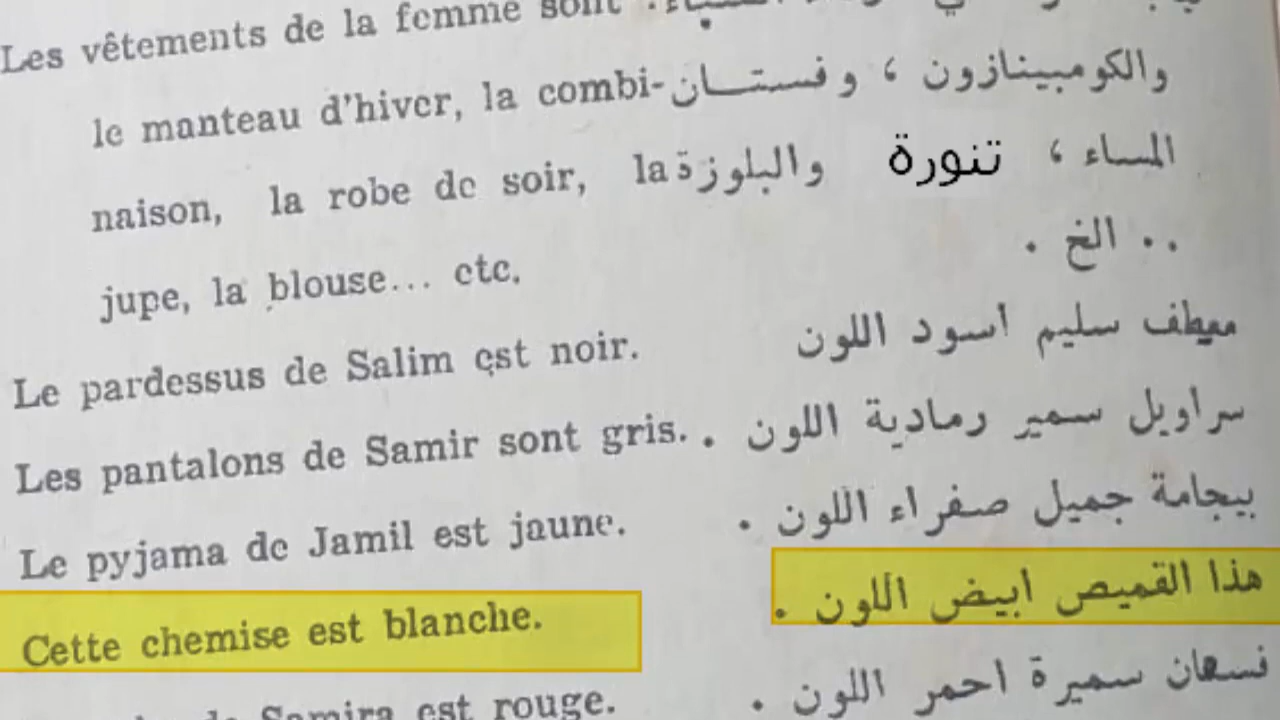 Les vêtements de la femme sont :
le manteau d'hiver, la combi-
naison, la robe de soir, la
jupe, la blouse... etc.
Le pardessus de Salim est noir.
Les pantalons de Samir sont gris.
Le pyjama de Jamil est jaune.
Cette chemise est blanche.
de Samira est rouge.
والكومبينازون ، وفستان
المساء ، تنورة والبلوزة
.. الخ .
معطف سليم اسود اللون
سراويل سمير رمادية اللون .
بيجامة جميل صفراء اللون .
هذا القميص ابيض اللون .
فستان سميرة احمر اللون .